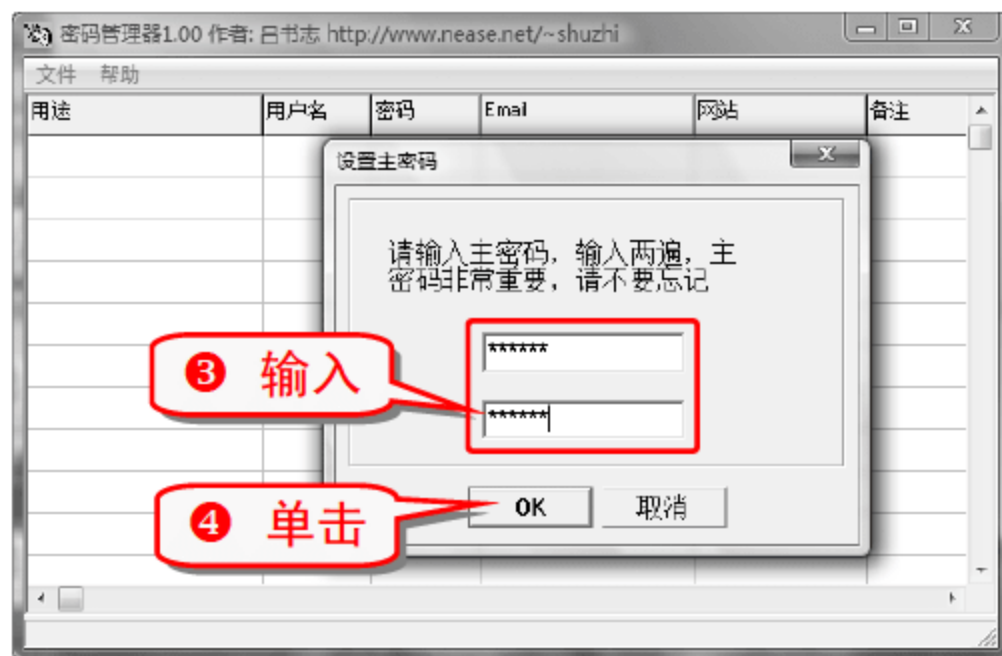 密码管理器1.00 作者: 吕书志 http://www.nease.net/~shuzhi
文件 帮助
用途 用户名 密码 Email 网站 备注
设置主密码
请输入主密码，输入两遍，主
密码非常重要，请不要忘记
******
❸ 输入
******
❹ 单击
OK 取消